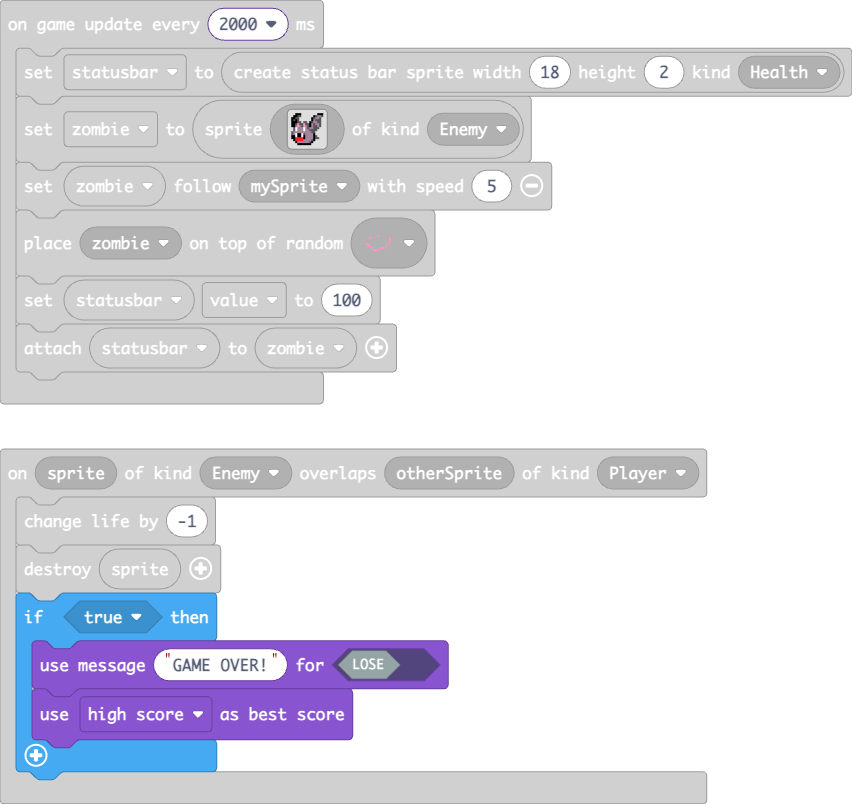 on game update every 2000 ms
set statusbar to create status bar sprite width 18 height 2 kind Health
set zombie to sprite of kind Enemy
set zombie follow mySprite with speed 5
place zombie on top of random
set statusbar value to 100
attach statusbar to zombie
on sprite of kind Enemy overlaps otherSprite of kind Player
change life by -1
destroy sprite
if true then
use message "GAME OVER!" for LOSE
use high score as best score